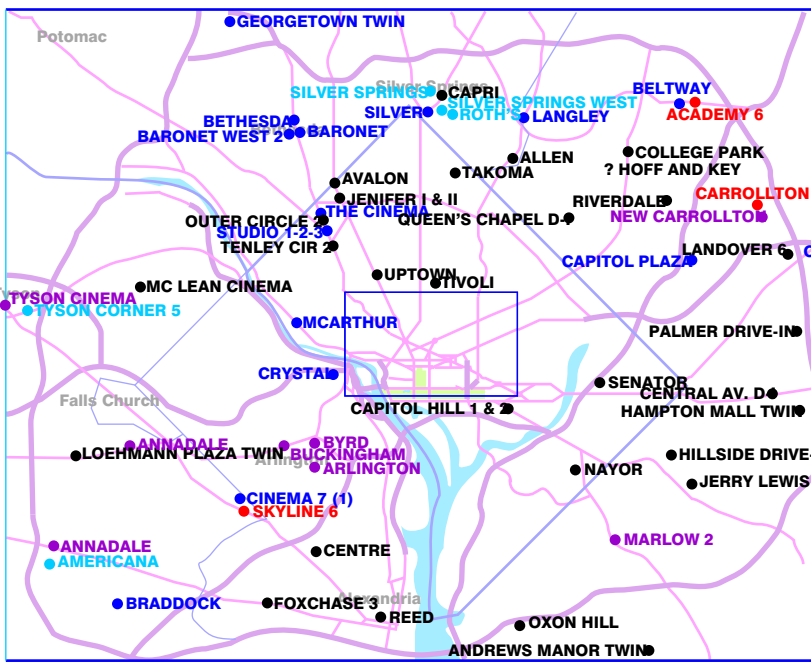 GEORGETOWN TWIN
Potomac
Silver Springs
SILVER SPRINGS
CAPRI
BELTWAY
SILVER SPRINGS WEST
SILVER
ROTH'S
LANGLEY
ACADEMY 6
BETHESDA
BARONET WEST 2
BARONET
ALLEN
COLLEGE PARK
TAKOMA
? HOFF AND KEY
AVALON
JENIFER I & II
RIVERDALE
CARROLLTON
THE CINEMA
OUTER CIRCLE 2
QUEEN'S CHAPEL D-I
NEW CARROLLTON
STUDIO 1-2-3
TENLEY CIR 2
LANDOVER 6
CAPITOL PLAZA
C
UPTOWN
TIVOLI
MC LEAN CINEMA
TYSON CINEMA
TYSON CORNER 5
MCARTHUR
PALMER DRIVE-IN
CRYSTAL
SENATOR
CENTRAL AV. D-I
Falls Church
CAPITOL HILL 1 & 2
HAMPTON MALL TWIN
ANNADALE
BYRD
LOEHMANN PLAZA TWIN
BUCKINGHAM
HILLSIDE DRIVE-
Arlington
ARLINGTON
NAYOR
JERRY LEWIS
CINEMA 7 (1)
SKYLINE 6
MARLOW 2
ANNADALE
CENTRE
AMERICANA
Alexandria
BRADDOCK
FOXCHASE 3
REED
OXON HILL
ANDREWS MANOR TWIN